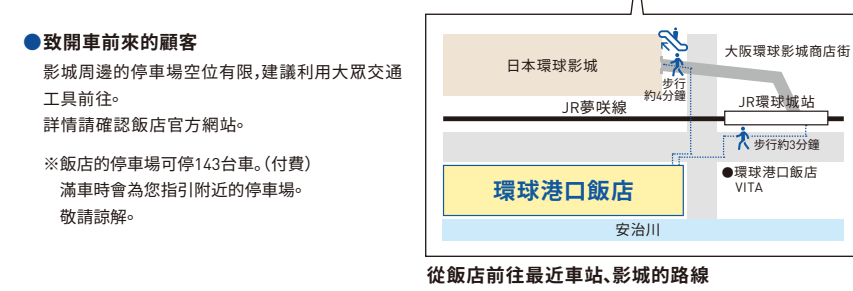 ●致開車前來的顧客
影城周邊的停車場空位有限,建議利用大眾交通
工具前往。
詳情請確認飯店官方網站。
※飯店的停車場可停143台車。(付費)
滿車時會為您指引附近的停車場。
敬請諒解。
日本環球影城
大阪環球影城商店街
步行
約4分鐘
JR夢咲線
JR環球城站
步行約3分鐘
環球港口飯店
●環球港口飯店
VITA
安治川
從飯店前往最近車站、影城的路線